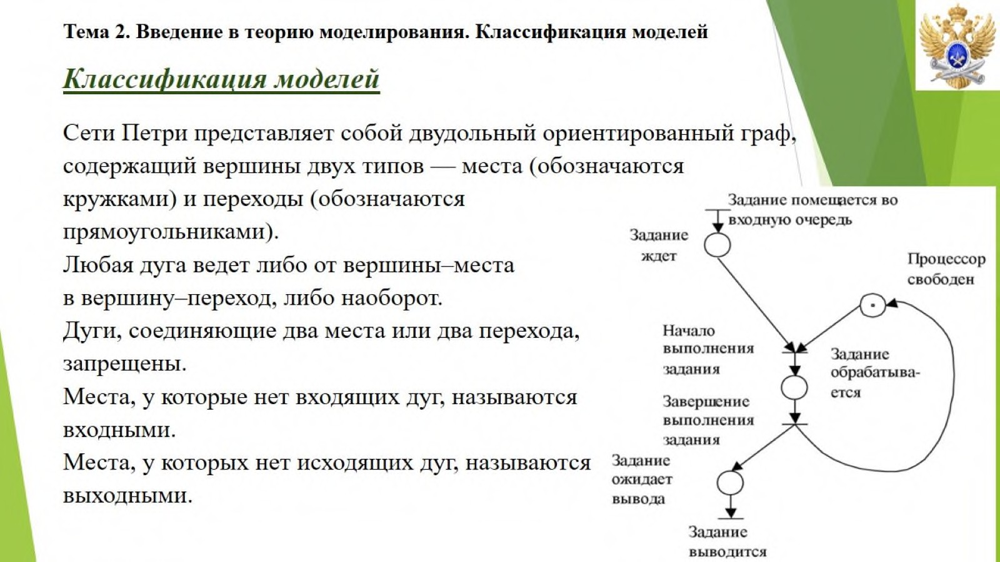 Тема 2. Введение в теорию моделирования. Классификация моделей
Классификация моделей
Сети Петри представляет собой двудольный ориентированный граф,
содержащий вершины двух типов — места (обозначаются
кружками) и переходы (обозначаются
прямоугольниками).
Любая дуга ведет либо от вершины–места
в вершину–переход, либо наоборот.
Дуги, соединяющие два места или два перехода,
запрещены.
Места, у которые нет входящих дуг, называются
входными.
Места, у которых нет исходящих дуг, называются
выходными.
Задание помещается во
входную очередь
Задание
ждет
Процессор
свободен
Начало
выполнения
задания
Задание
обрабатыва-
ется
Завершение
выполнения
задания
Задание
ожидает
вывода
Задание
выводится